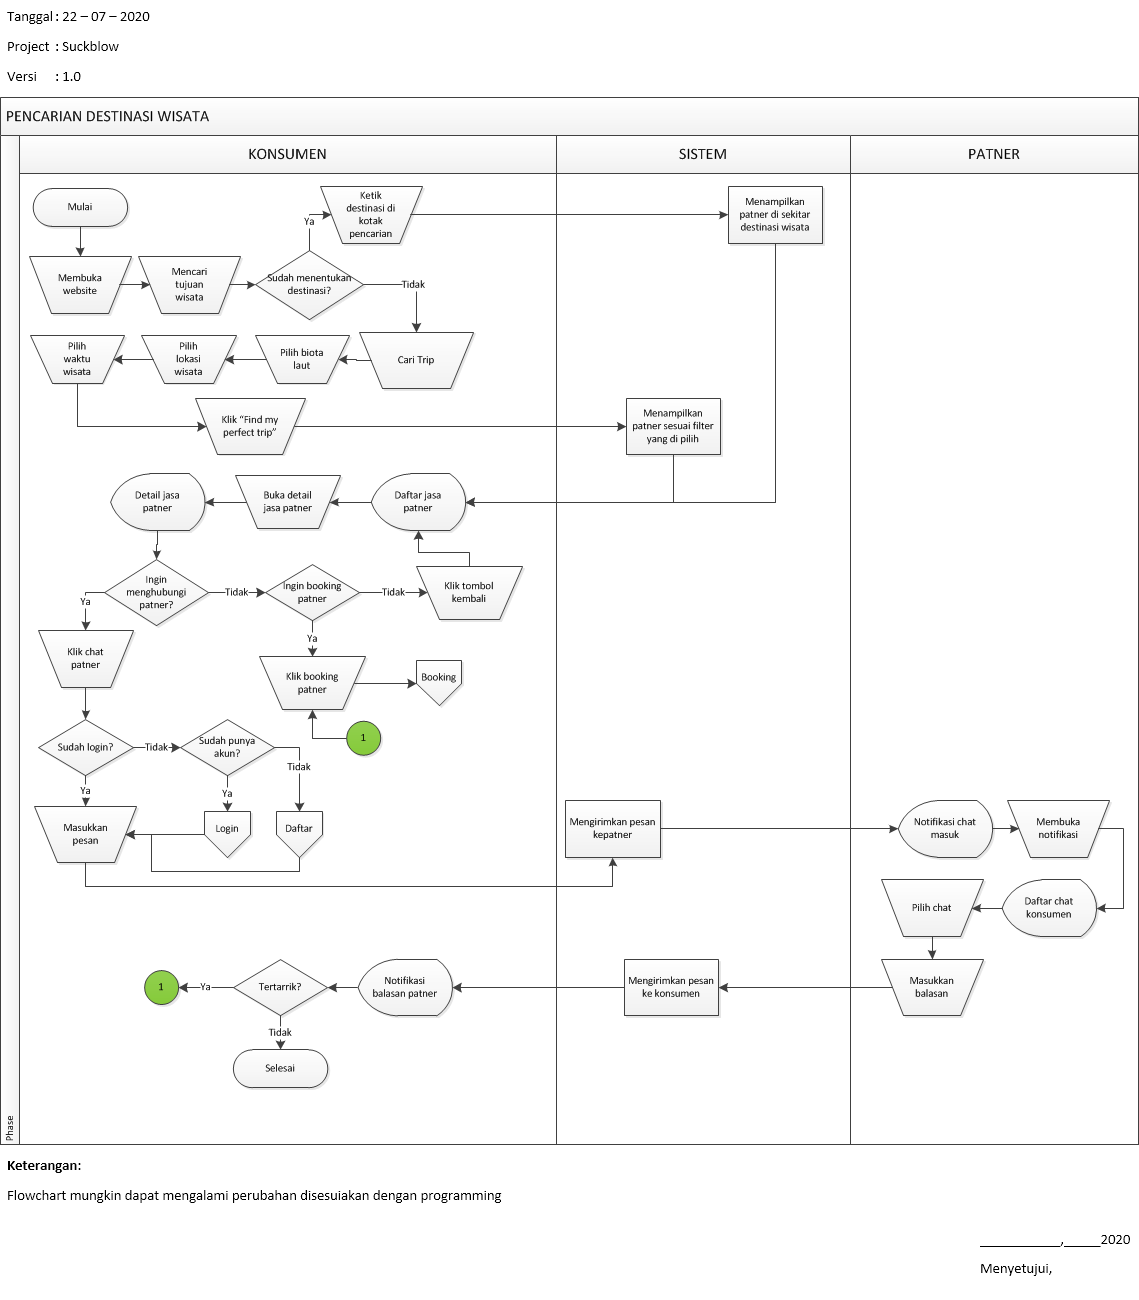 Tanggal : 22 – 07 – 2020
Project : Suckblow
Versi : 1.0
PENCARIAN DESTINASI WISATA
KONSUMEN
SISTEM
PATNER
Mulai
Ketik
destinasi di
kotak
pencarian
Menampilkan
patner di sekitar
destinasi wisata
Ya
Membuka
website
Mencari
tujuan
wisata
Sudah menentukan
destinasi?
Tidak
Pilih
waktu
wisata
Pilih
lokasi
wisata
Pilih biota
laut
Cari Trip
Klik “Find my
perfect trip”
Menampilkan
patner sesuai filter
yang di pilih
Detail jasa
patner
Buka detail
jasa patner
Daftar jasa
patner
Ingin
menghubungi
patner?
Tidak
Ingin booking
patner
Tidak
Klik tombol
kembali
Ya
Ya
Klik chat
patner
Klik booking
patner
Booking
1
Sudah login?
Tidak
Sudah punya
akun?
Tidak
Ya
Ya
Masukkan
pesan
Login
Daftar
Mengirimkan pesan
kepatner
Notifikasi chat
masuk
Membuka
notifikasi
Pilih chat
Daftar chat
konsumen
1
Ya
Tertarrik?
Notifikasi
balasan patner
Mengirimkan pesan
ke konsumen
Masukkan
balasan
Tidak
Selesai
Phase
Keterangan:
Flowchart mungkin dapat mengalami perubahan disesuiakan dengan programming
___________,_____2020
Menyetujui,